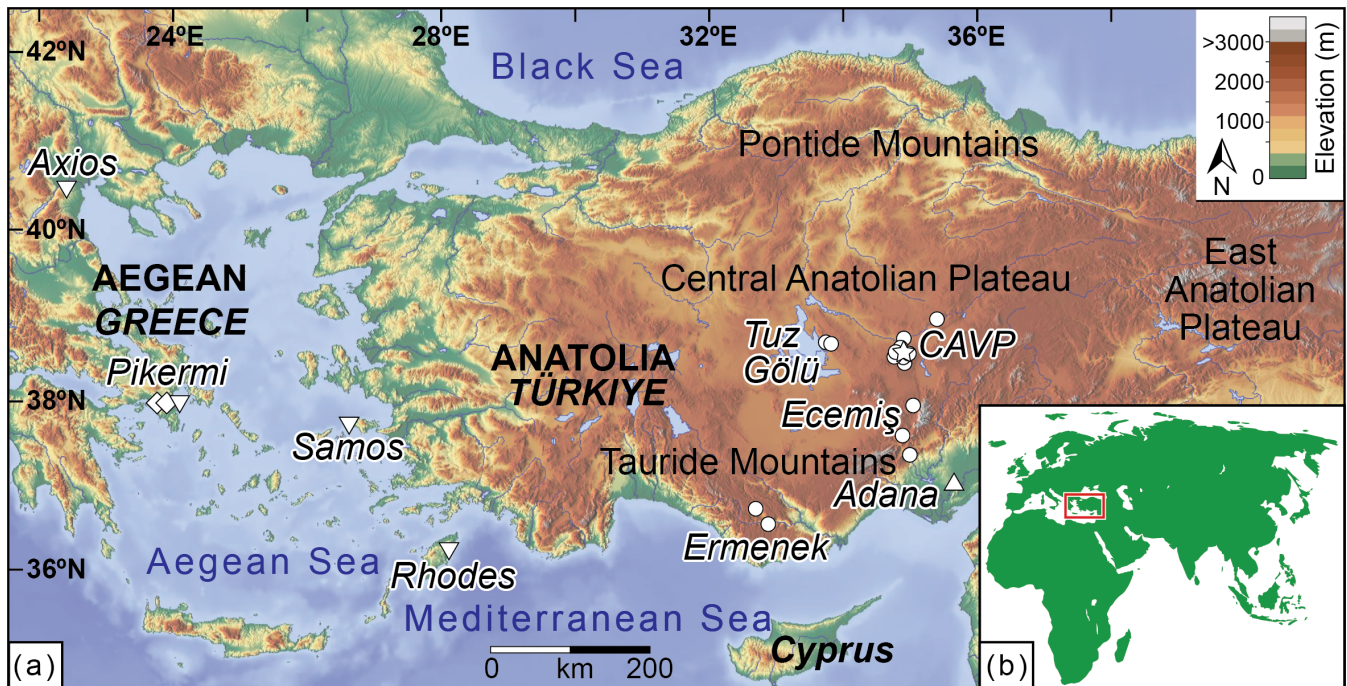 24ºE
28ºE
32ºE
36ºE
42ºN
40ºN
38ºN
36ºN
Black Sea
>3000
2000
1000
0
Elevation (m)
N
Pontide Mountains
Axios
AEGEAN
GREECE
Central Anatolian Plateau
East
Anatolian
Plateau
Tuz
Gölü
CAVP
Pikermi
ANATOLIA
TÜRKIYE
Samos
Ecemiş
Tauride Mountains
Adana
Ermenek
Aegean Sea
Rhodes
Mediterranean Sea
0 km 200
Cyprus
(a)
(b)